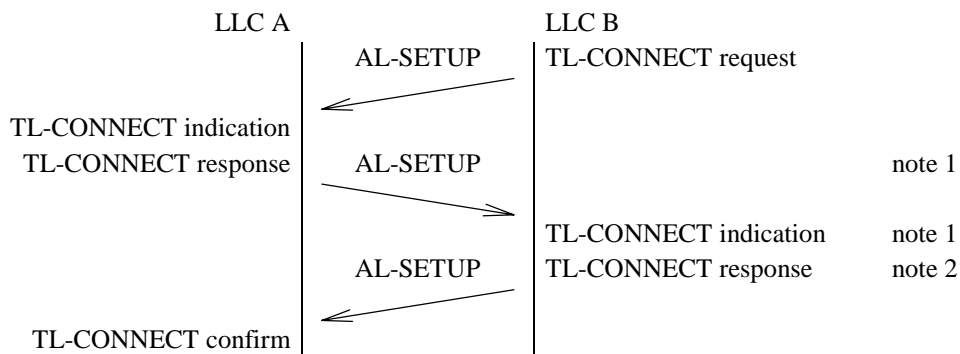 LLC A LLC B
AL-SETUP TL-CONNECT request
TL-CONNECT indication
TL-CONNECT response AL-SETUP note 1
TL-CONNECT indication note 1
AL-SETUP TL-CONNECT response note 2
TL-CONNECT confirm